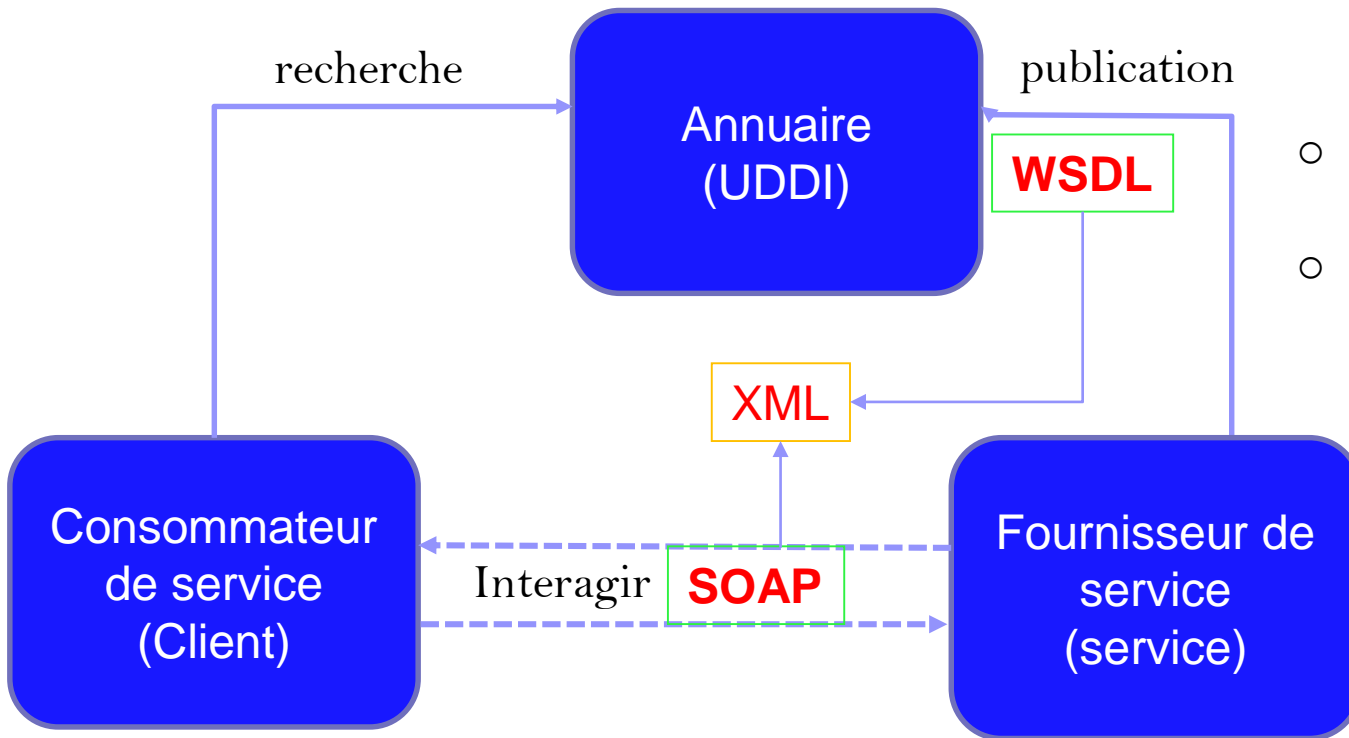 recherche
publication
Annuaire
(UDDI)
WSDL
XML
Consommateur
de service
(Client)
Interagir
SOAP
Fournisseur de
service
(service)